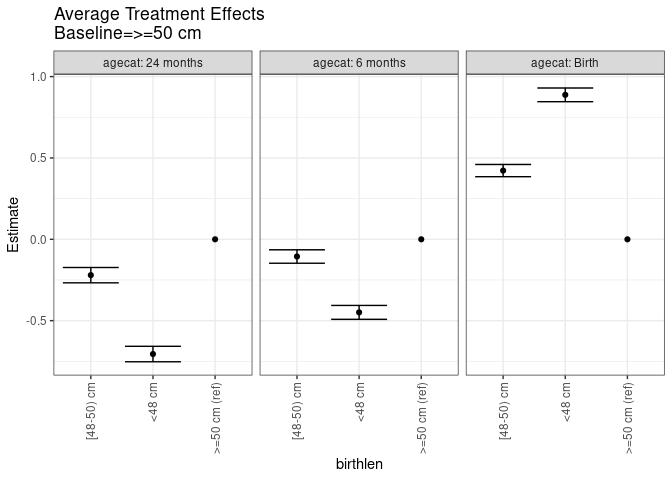 Average Treatment Effects
Baseline=>=50 cm
agecat: 24 months
agecat: 6 months
agecat: Birth
1.0
0.5
0.0
-0.5
Estimate
[48-50) cm
<48 cm
>=50 cm (ref)
[48-50) cm
<48 cm
>=50 cm (ref)
[48-50) cm
<48 cm
>=50 cm (ref)
birthlen